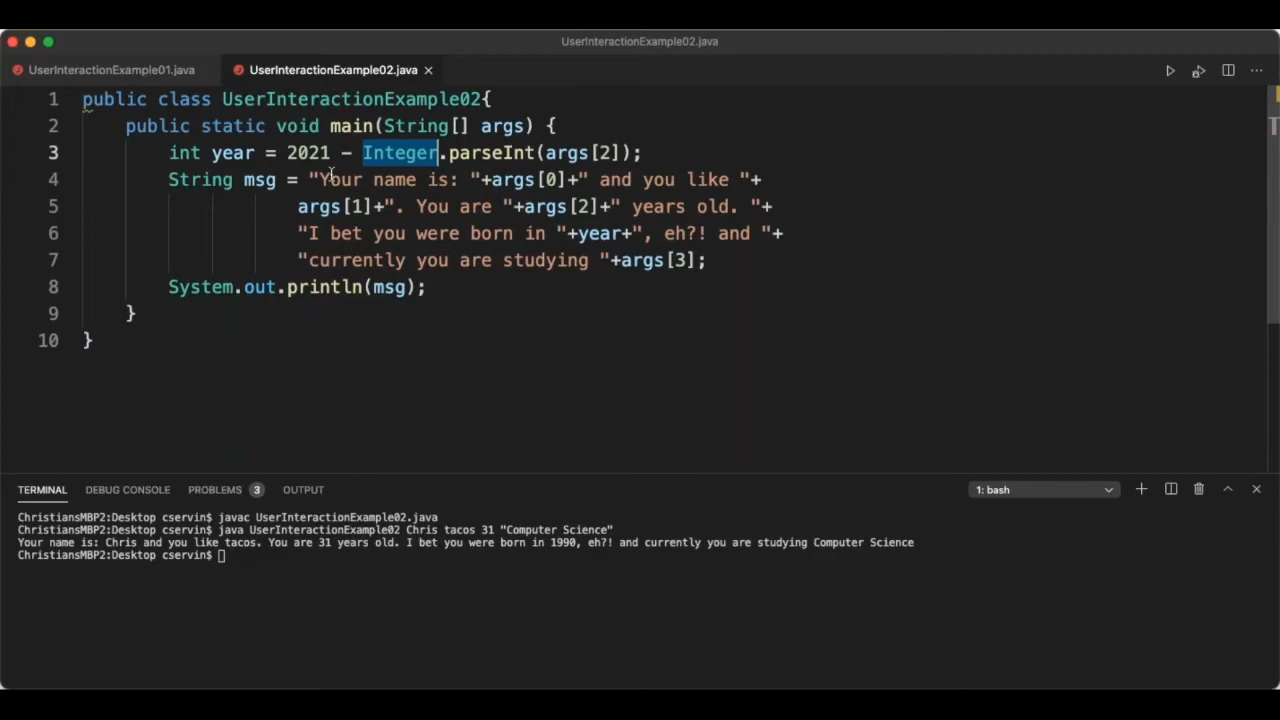 UserInteractionExample02.java
UserInteractionExample01.java UserInteractionExample02.java
1 public class UserInteractionExample02{
2 public static void main(String[] args) {
3 int year = 2021 - Integer.parseInt(args[2]);
4 String msg = "Your name is: "+args[0]+" and you like "+
5 args[1]+". You are "+args[2]+" years old. "+
6 "I bet you were born in "+year+", eh?! and "+
7 "currently you are studying "+args[3];
8 System.out.println(msg);
9 }
10 }
TERMINAL DEBUG CONSOLE PROBLEMS 3 OUTPUT 1: bash
ChristiansMBP2:Desktop cservin$ javac UserInteractionExample02.java
ChristiansMBP2:Desktop cservin$ java UserInteractionExample02 Chris tacos 31 "Computer Science"
Your name is: Chris and you like tacos. You are 31 years old. I bet you were born in 1990, eh?! and currently you are studying Computer Science
ChristiansMBP2:Desktop cservin$